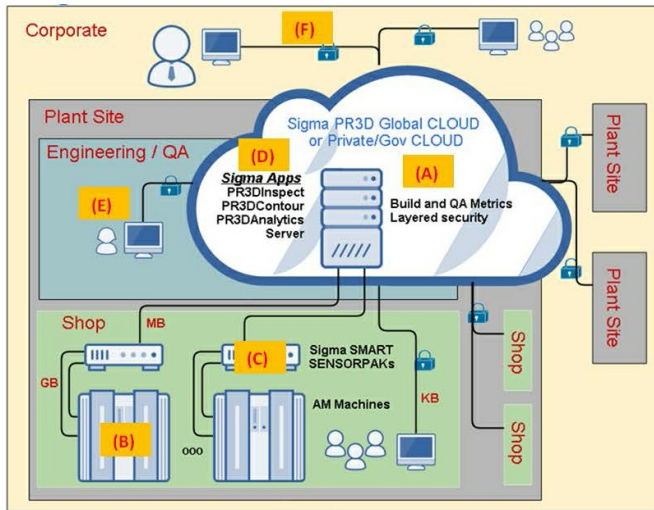 Corporate
(F)
Plant Site
Sigma PR3D Global CLOUD
or Private/Gov CLOUD
Engineering / QA
(D)
(A)
Sigma Apps
PR3DInspect
PR3DContour
PR3DAnalytics
Server
Build and QA Metrics
Layered security
(E)
Plant Site
Plant Site
Shop
MB
GB
(C)
Sigma SMART
SENSORPAKs
KB
AM Machines
(B)
ooo
Shop
Shop